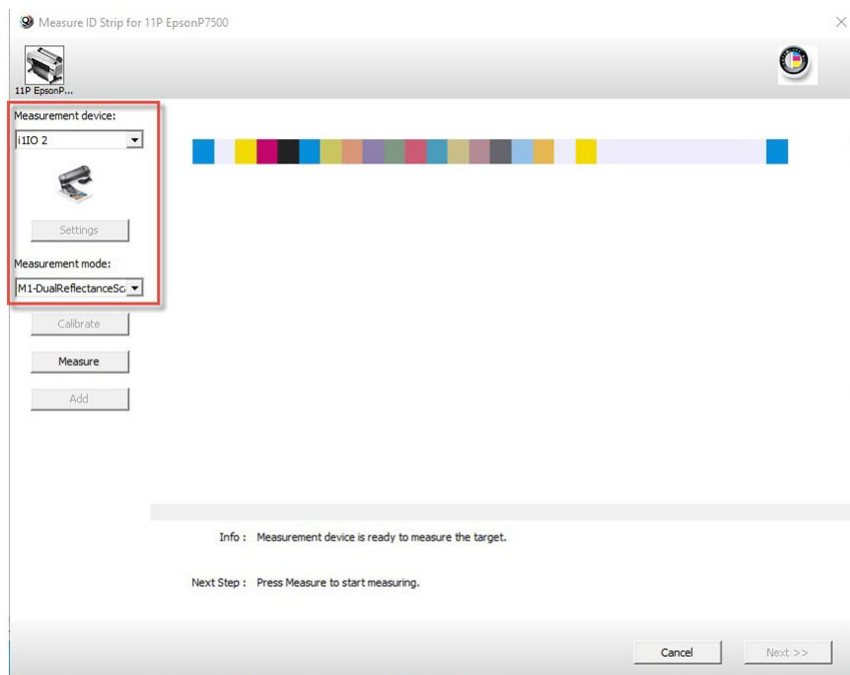 Measure ID Strip for 11P EpsonP7500
11P EpsonP...
Measurement device:
i1IO 2
Settings
Measurement mode:
M1-DualReflectanceSc
Calibrate
Measure
Add
Info : Measurement device is ready to measure the target.
Next Step : Press Measure to start measuring.
Cancel
Next >>